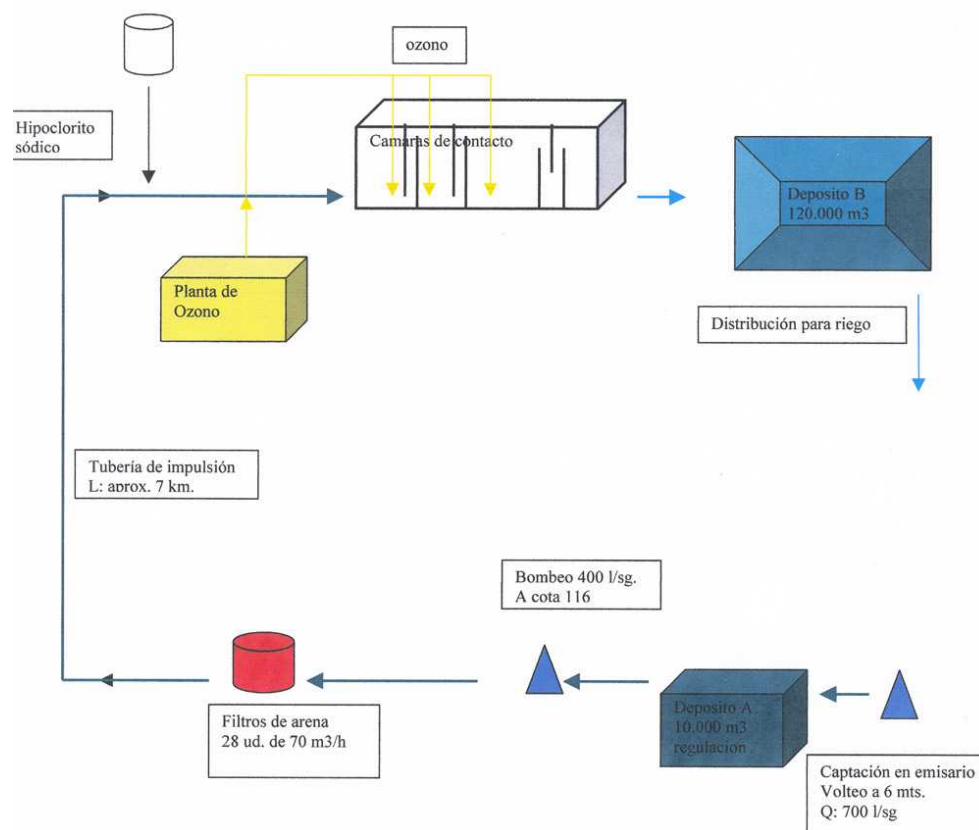 ozono
Hipoclorito
sódico
Camaras de contacto
Deposito B
120.000 m3
Planta de
Ozono
Distribución para riego
Tubería de impulsión
L: aprox. 7 km.
Bombeo 400 l/sg.
A cota 116
Filtros de arena
28 ud. de 70 m3/h
Deposito A
10.000 m3
regulación
Captación en emisario
Volteo a 6 mts.
Q: 700 l/sg